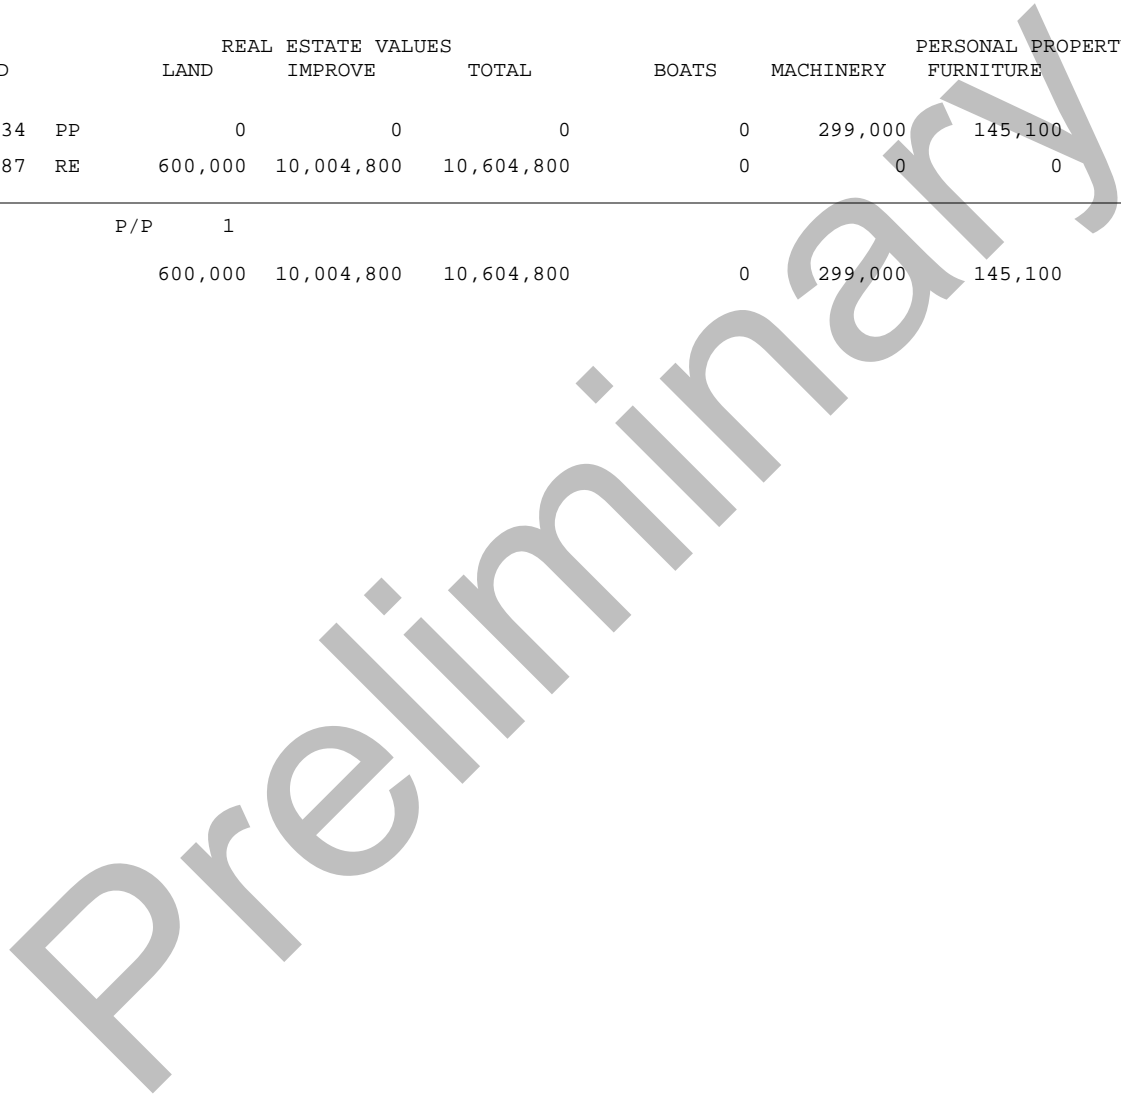 REAL ESTATE VALUES PERSONAL PROPERT
D LAND IMPROVE TOTAL BOATS MACHINERY FURNITURE
34 PP 0 0 0 0 299,000 145,100
87 RE 600,000 10,004,800 10,604,800 0 0 0
P/P 1
600,000 10,004,800 10,604,800 0 299,000 145,100
Preliminary